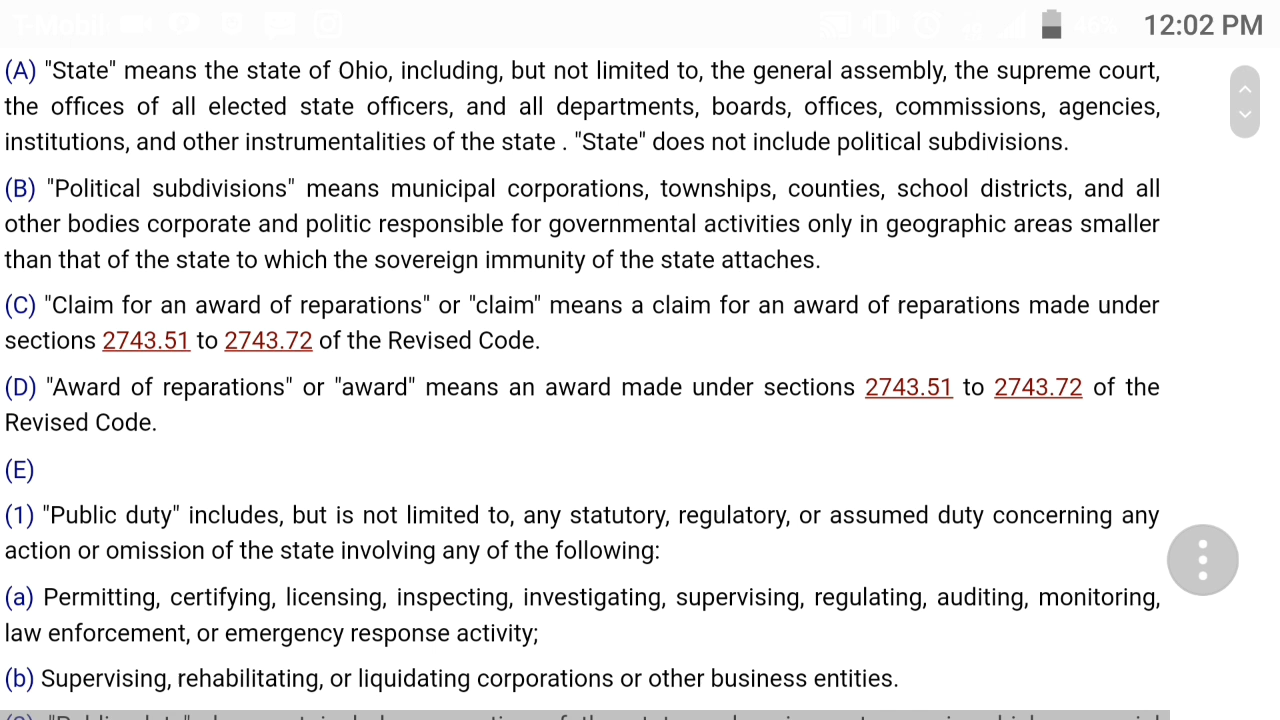 T-Mobil
46%
12:02 PM
(A) "State" means the state of Ohio, including, but not limited to, the general assembly, the supreme court,
the offices of all elected state officers, and all departments, boards, offices, commissions, agencies,
institutions, and other instrumentalities of the state . "State" does not include political subdivisions.
(B) "Political subdivisions" means municipal corporations, townships, counties, school districts, and all
other bodies corporate and politic responsible for governmental activities only in geographic areas smaller
than that of the state to which the sovereign immunity of the state attaches.
(C) "Claim for an award of reparations" or "claim" means a claim for an award of reparations made under
sections 2743.51 to 2743.72 of the Revised Code.
(D) "Award of reparations" or "award" means an award made under sections 2743.51 to 2743.72 of the
Revised Code.
(E)
(1) "Public duty" includes, but is not limited to, any statutory, regulatory, or assumed duty concerning any
action or omission of the state involving any of the following:
(a) Permitting, certifying, licensing, inspecting, investigating, supervising, regulating, auditing, monitoring,
law enforcement, or emergency response activity;
(b) Supervising, rehabilitating, or liquidating corporations or other business entities.